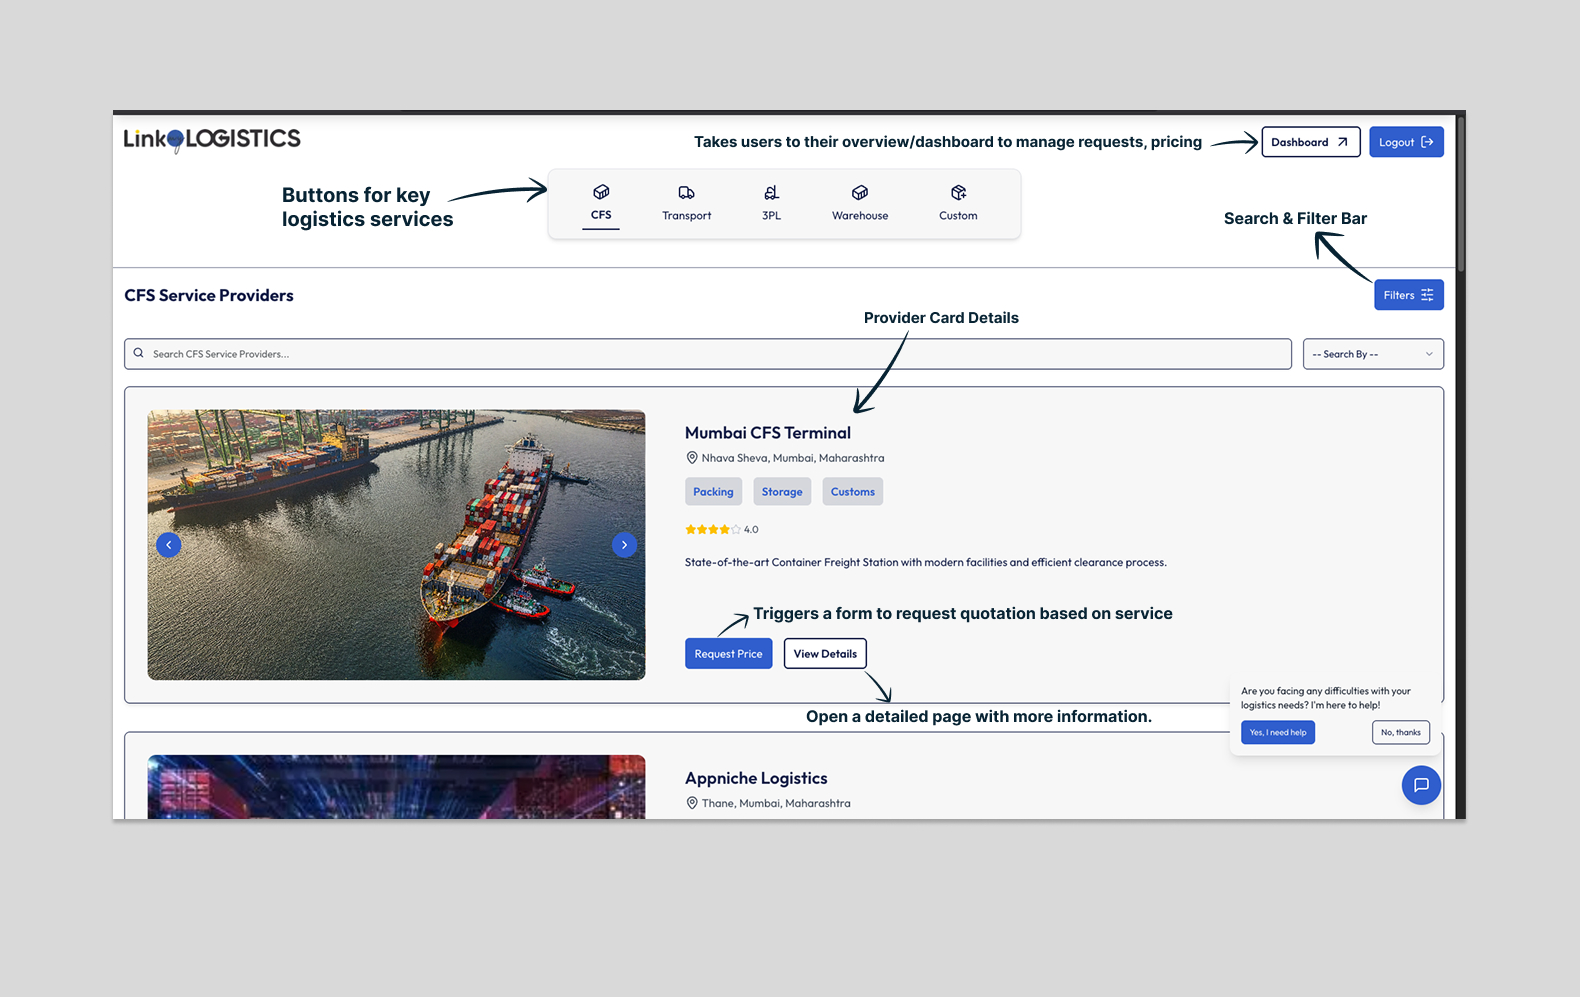 Link LOGISTICS
Takes users to their overview/dashboard to manage requests, pricing
Dashboard
Logout
Buttons for key
logistics services
CFS
Transport
3PL
Warehouse
Custom
Search & Filter Bar
CFS Service Providers
Filters
Provider Card Details
Search CFS Service Providers...
-- Search By --
Mumbai CFS Terminal
Nhava Sheva, Mumbai, Maharashtra
Packing
Storage
Customs
4.0
State-of-the-art Container Freight Station with modern facilities and efficient clearance process.
Triggers a form to request quotation based on service
Request Price
View Details
Open a detailed page with more information.
Are you facing any difficulties with your
logistics needs? I'm here to help!
Yes, I need help
No, thanks
Appniche Logistics
Thane, Mumbai, Maharashtra